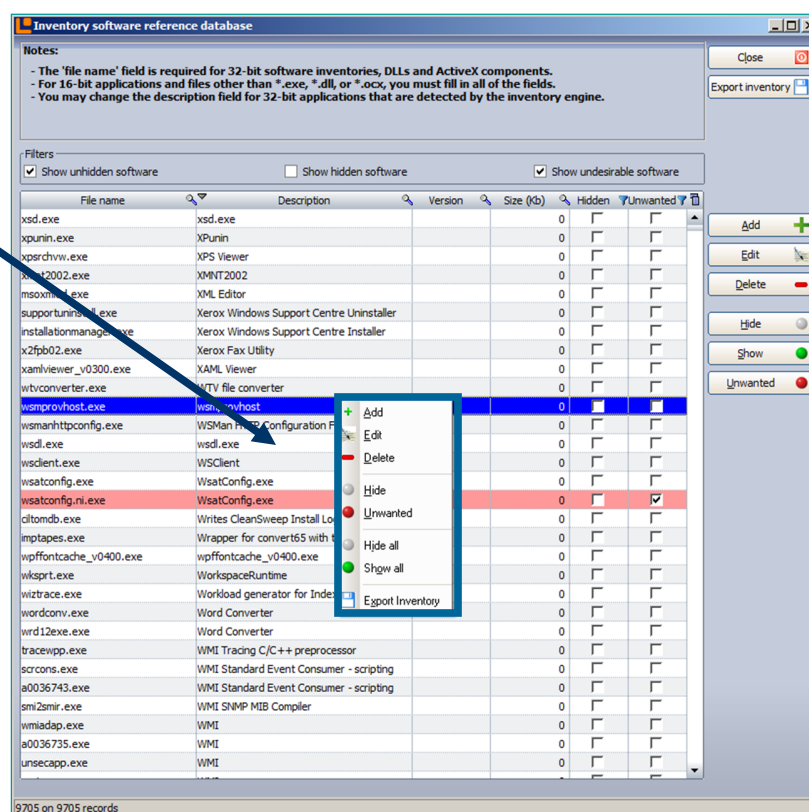 Inventory software reference database
Notes:
- The 'file name' field is required for 32-bit software inventories, DLLs and ActiveX components.
- For 16-bit applications and files other than *.exe, *.dll, or *.ocx, you must fill in all of the fields.
- You may change the description field for 32-bit applications that are detected by the inventory engine.
Close
Export inventory
Filters
Show unhidden software Show hidden software Show undesirable software
File name Description Version Size (Kb) Hidden Unwanted
xsd.exe xsd.exe 0
xpunin.exe XPunin 0
xpsrchvw.exe XPS Viewer 0
2002.exe XMNT2002 0
.exe XML Editor 0
.exe Xerox Windows Support Centre Uninstaller 0
Xerox Windows Support Centre Installer 0
x2fpb02.exe Xerox Fax Utility 0
xamlviewer_v0300.exe XAML Viewer 0
wtvconverter.exe WTV file converter 0
wsmprovhost.exe wsmprovhost 0
wsmanhttpconfig.exe WSMan Configuration F 0
wsdl.exe wsdl.exe 0
wsclient.exe WSClient 0
wsatconfig.exe WsatConfig.exe 0
wsatconfig.ni.exe WsatConfig.exe 0
ciltomdb.exe Writes CleanSweep Install Lo 0
imptapes.exe Wrapper for convert65 with t 0
wpffontcache_v0400.exe wpffontcache_v0400.exe 0
wksprt.exe WorkspaceRuntime 0
wiztrace.exe Workload generator for Index 0
wordconv.exe Word Converter 0
wrd12exe.exe Word Converter 0
tracewpp.exe WMI Tracing C/C++ preprocessor 0
scrcons.exe WMI Standard Event Consumer - scripting 0
a0036743.exe WMI Standard Event Consumer - scripting 0
smi2smir.exe WMI SNMP MIB Compiler 0
wmiadap.exe WMI 0
a0036735.exe WMI 0
unsecapp.exe WMI 0
Add
Edit
Delete
Hide
Unwanted
Hide all
Show all
Export Inventory
Add
Edit
Delete
Hide
Show
Unwanted
9705 on 9705 records